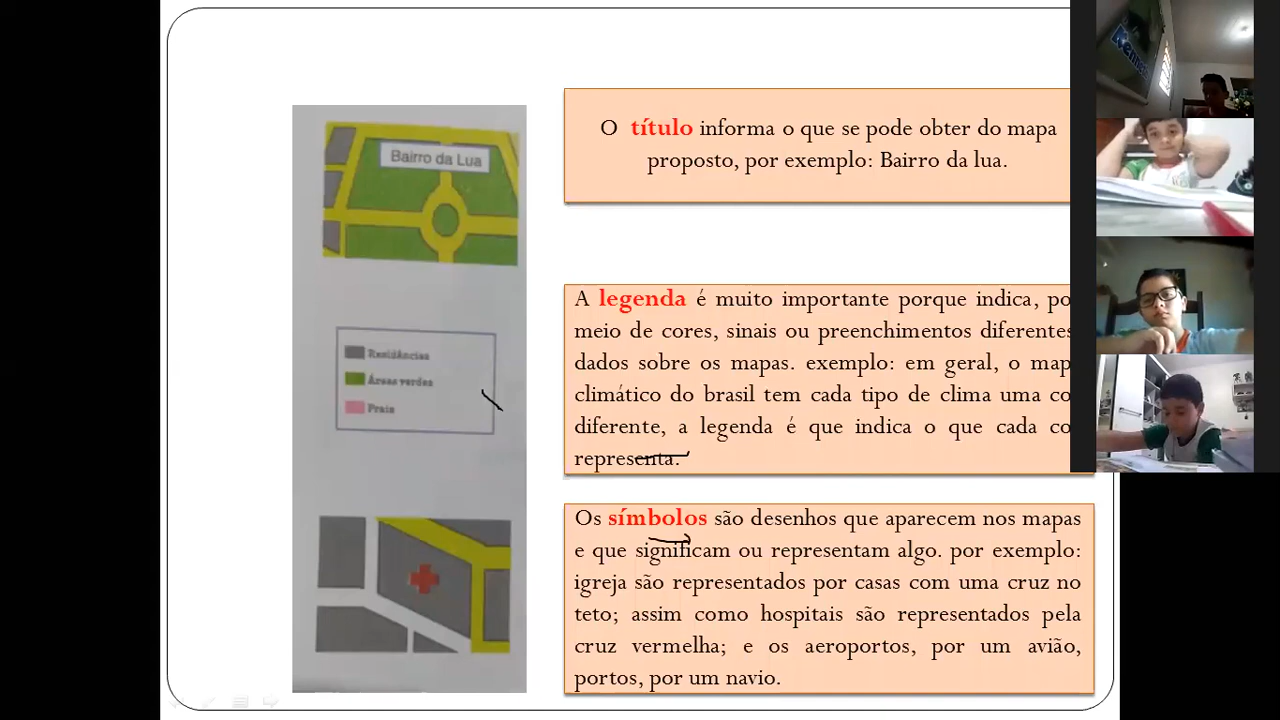 Bairro da Lua
Residências
Áreas verdes
Praia
O título informa o que se pode obter do mapa
proposto, por exemplo: Bairro da lua.
A legenda é muito importante porque indica, po
meio de cores, sinais ou preenchimentos diferentes
dados sobre os mapas. exemplo: em geral, o map
climático do brasil tem cada tipo de clima uma co
diferente, a legenda é que indica o que cada co
representa.
Os símbolos são desenhos que aparecem nos mapas
e que significam ou representam algo. por exemplo:
igreja são representados por casas com uma cruz no
teto; assim como hospitais são representados pela
cruz vermelha; e os aeroportos, por um avião,
portos, por um navio.